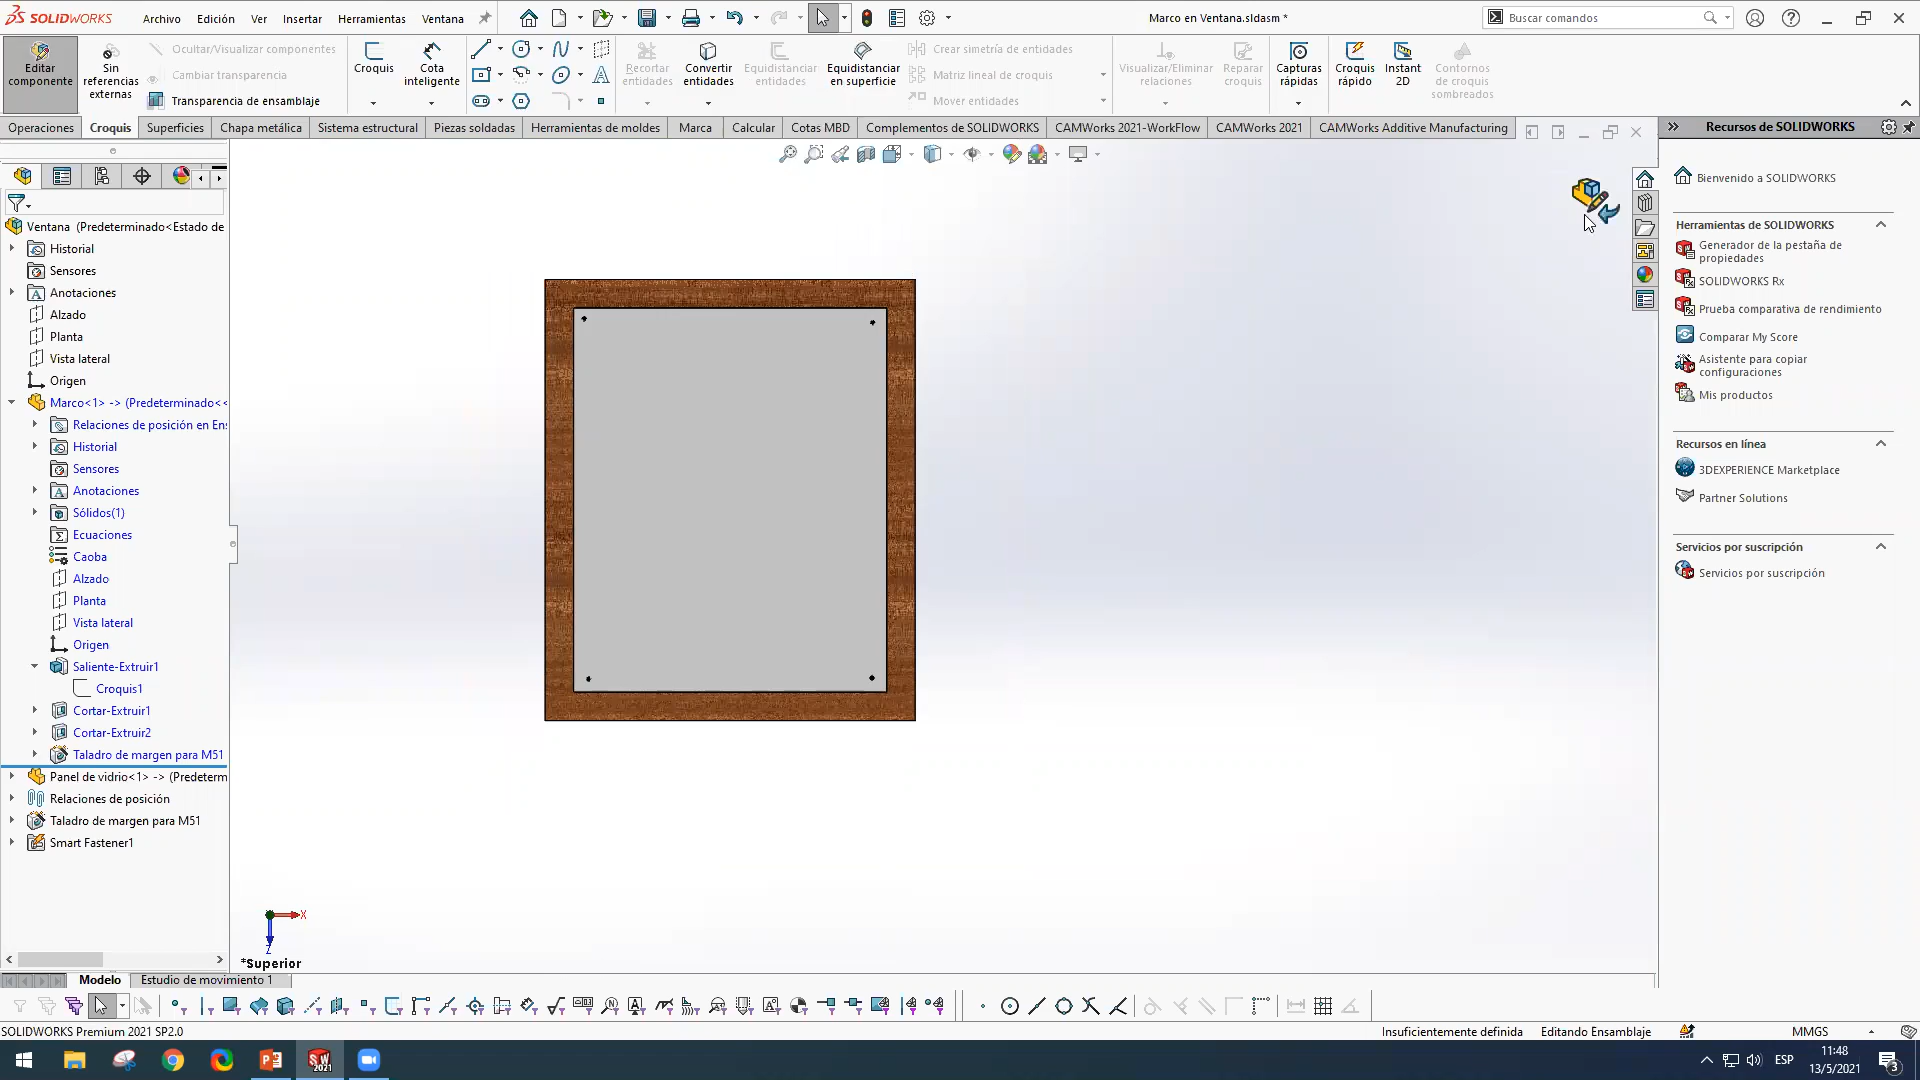 SOLIDWORKS
Archivo
Edición
Ver
Insertar
Herramientas
Ventana
Marco en Ventana.sldasm *
Buscar comandos
Editar
componente
Sin
referencias
externas
Ocultar/Visualizar componentes
Cambiar transparencia
Transparencia de ensamblaje
Croquis
Cota
inteligente
Recortar
entidades
Convertir
entidades
Equidistanciar
entidades
Equidistanciar
en superficie
Crear simetría de entidades
Matriz lineal de croquis
Mover entidades
Visualizar/Eliminar
relaciones
Reparar
croquis
Capturas
rápidas
Croquis
rápido
Instant
2D
Contornos
de croquis
sombreados
Operaciones
Croquis
Superficies
Chapa metálica
Sistema estructural
Piezas soldadas
Herramientas de moldes
Marca
Calcular
Cotas MBD
Complementos de SOLIDWORKS
CAMWorks 2021-WorkFlow
CAMWorks 2021
CAMWorks Additive Manufacturing
Recursos de SOLIDWORKS
Ventana (Predeterminado<Estado de
Historial
Sensores
Anotaciones
Alzado
Planta
Vista lateral
Origen
Marco<1> -> (Predeterminado<<
Relaciones de posición en En
Historial
Sensores
Anotaciones
Sólidos(1)
Ecuaciones
Caoba
Alzado
Planta
Vista lateral
Origen
Saliente-Extruir1
Croquis1
Cortar-Extruir1
Cortar-Extruir2
Taladro de margen para M51
Panel de vidrio<1> -> (Predeterm
Relaciones de posición
Taladro de margen para M51
Smart Fastener1
Bienvenido a SOLIDWORKS
Herramientas de SOLIDWORKS
Generador de la pestaña de
propiedades
SOLIDWORKS Rx
Prueba comparativa de rendimiento
Comparar My Score
Asistente para copiar
configuraciones
Mis productos
Recursos en línea
3DEXPERIENCE Marketplace
Partner Solutions
Servicios por suscripción
Servicios por suscripción
X
Z
*Superior
Modelo
Estudio de movimiento 1
SOLIDWORKS Premium 2021 SP2.0
Insuficientemente definida
Editando Ensamblaje
MMGS
ESP
11:48
13/5/2021
3